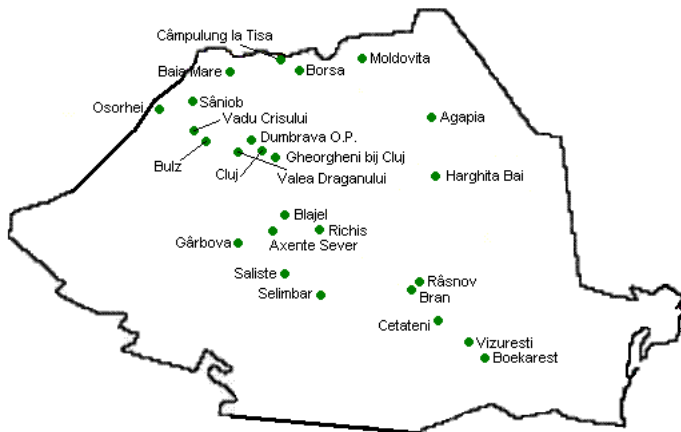 Câmpulung la Tisa
Moldovita
Baia Mare
Borsa
Sâniob
Osorhei
Vadu Crisului
Agapia
Dumbrava O.P.
Gheorgheni bij Cluj
Bulz
Cluj
Valea Draganului
Harghita Bai
Blajel
Richis
Gârbova
Axente Sever
Saliste
Râsnov
Selimbar
Bran
Cetateni
Vizuresti
Boekarest